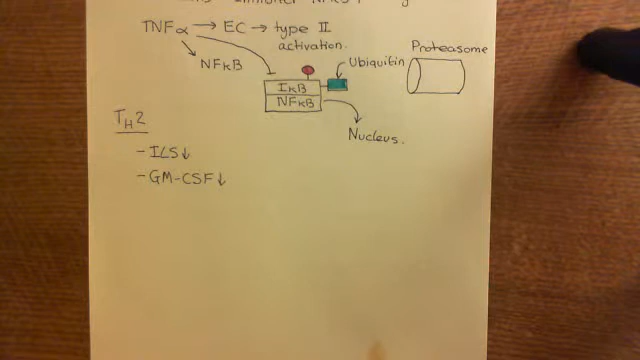 TNFα → EC → type II
activation.
NFκB
Proteasome
Ubiquitin
IκB
NFκB
Nucleus.
TH2
- IL5↓
- GM-CSF↓